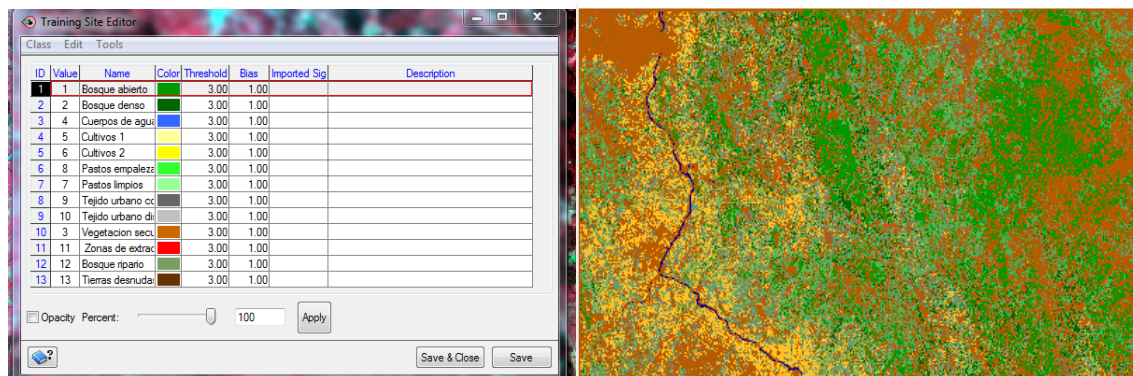 Training Site Editor
Class Edit Tools
ID Value Name Color Threshold Bias Imported Sig Description
1 1 Bosque abierto 3.00 1.00
2 2 Bosque denso 3.00 1.00
3 4 Cuerpos de agua 3.00 1.00
4 5 Cultivos 1 3.00 1.00
5 6 Cultivos 2 3.00 1.00
6 8 Pastos empaleza 3.00 1.00
7 7 Pastos limpios 3.00 1.00
8 9 Tejido urbano co 3.00 1.00
9 10 Tejido urbano di 3.00 1.00
10 3 Vegetacion secu 3.00 1.00
11 11 Zonas de extrac 3.00 1.00
12 12 Bosque ripario 3.00 1.00
13 13 Tierras desnudas 3.00 1.00
Opacity Percent: 100 Apply
Save & Close Save